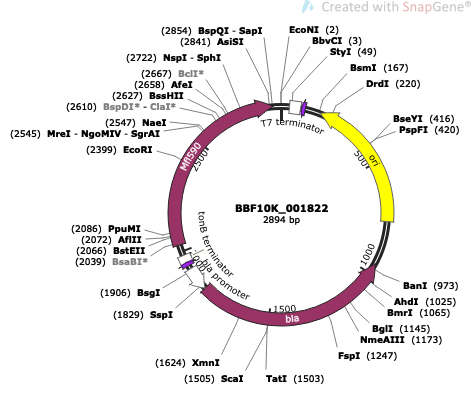 Created with SnapGene®
(2854) BspQI - SapI
(2841) AsiSI
(2722) NspI - SphI
(2667) BclI*
(2658) AfeI
(2627) BssHII
(2610) BspDI* - ClaI*
(2547) NaeI
(2545) MreI - NgoMIV - SgrAI
(2399) EcoRI
(2086) PpuMI
(2072) AflII
(2066) BstEII
(2039) BsaBI*
(1906) BsgI
(1829) SspI
(1624) XmnI
(1505) ScaI
TatI (1503)
FspI (1247)
NmeAIII (1173)
BglI (1145)
BmrI (1065)
AhdI (1025)
BanI (973)
PspFI (420)
BseYI (416)
DrdI (220)
BsmI (167)
StyI (49)
BbvCI (3)
EcoNI (2)
T7 terminator
ori
500
1000
1500
2500
Mfl590
tonB terminator
bla promoter
bla
BBF10K_001822
2894 bp